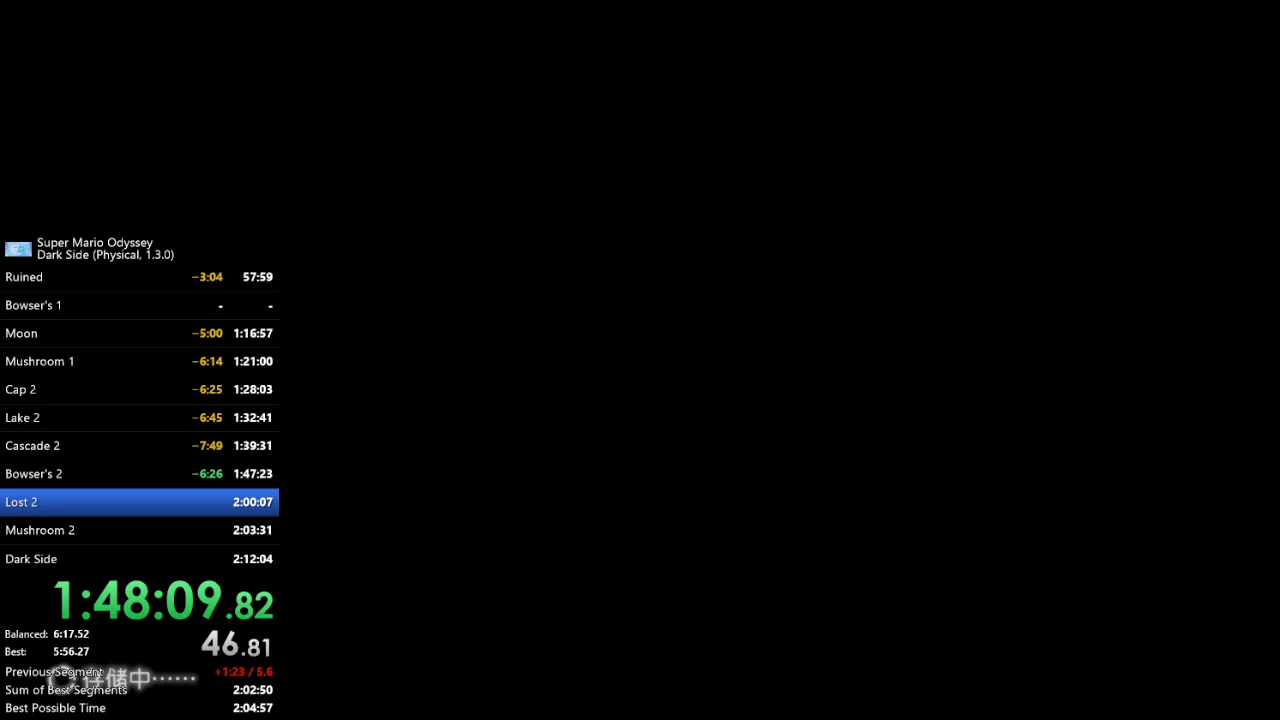 Super Mario Odyssey
Dark Side (Physical, 1.3.0)
Ruined −3:04 57:59
Bowser's 1 - -
Moon −5:00 1:16:57
Mushroom 1 −6:14 1:21:00
Cap 2 −6:25 1:28:03
Lake 2 −6:45 1:32:41
Cascade 2 −7:49 1:39:31
Bowser's 2 −6:26 1:47:23
Lost 2 2:00:07
Mushroom 2 2:03:31
Dark Side 2:12:04
1:48:09.82
Balanced: 6:17.52
46.81
Best: 5:56.27
Previous Segment +1:23 / 5.6
存储中······
Sum of Best Segments 2:02:50
Best Possible Time 2:04:57